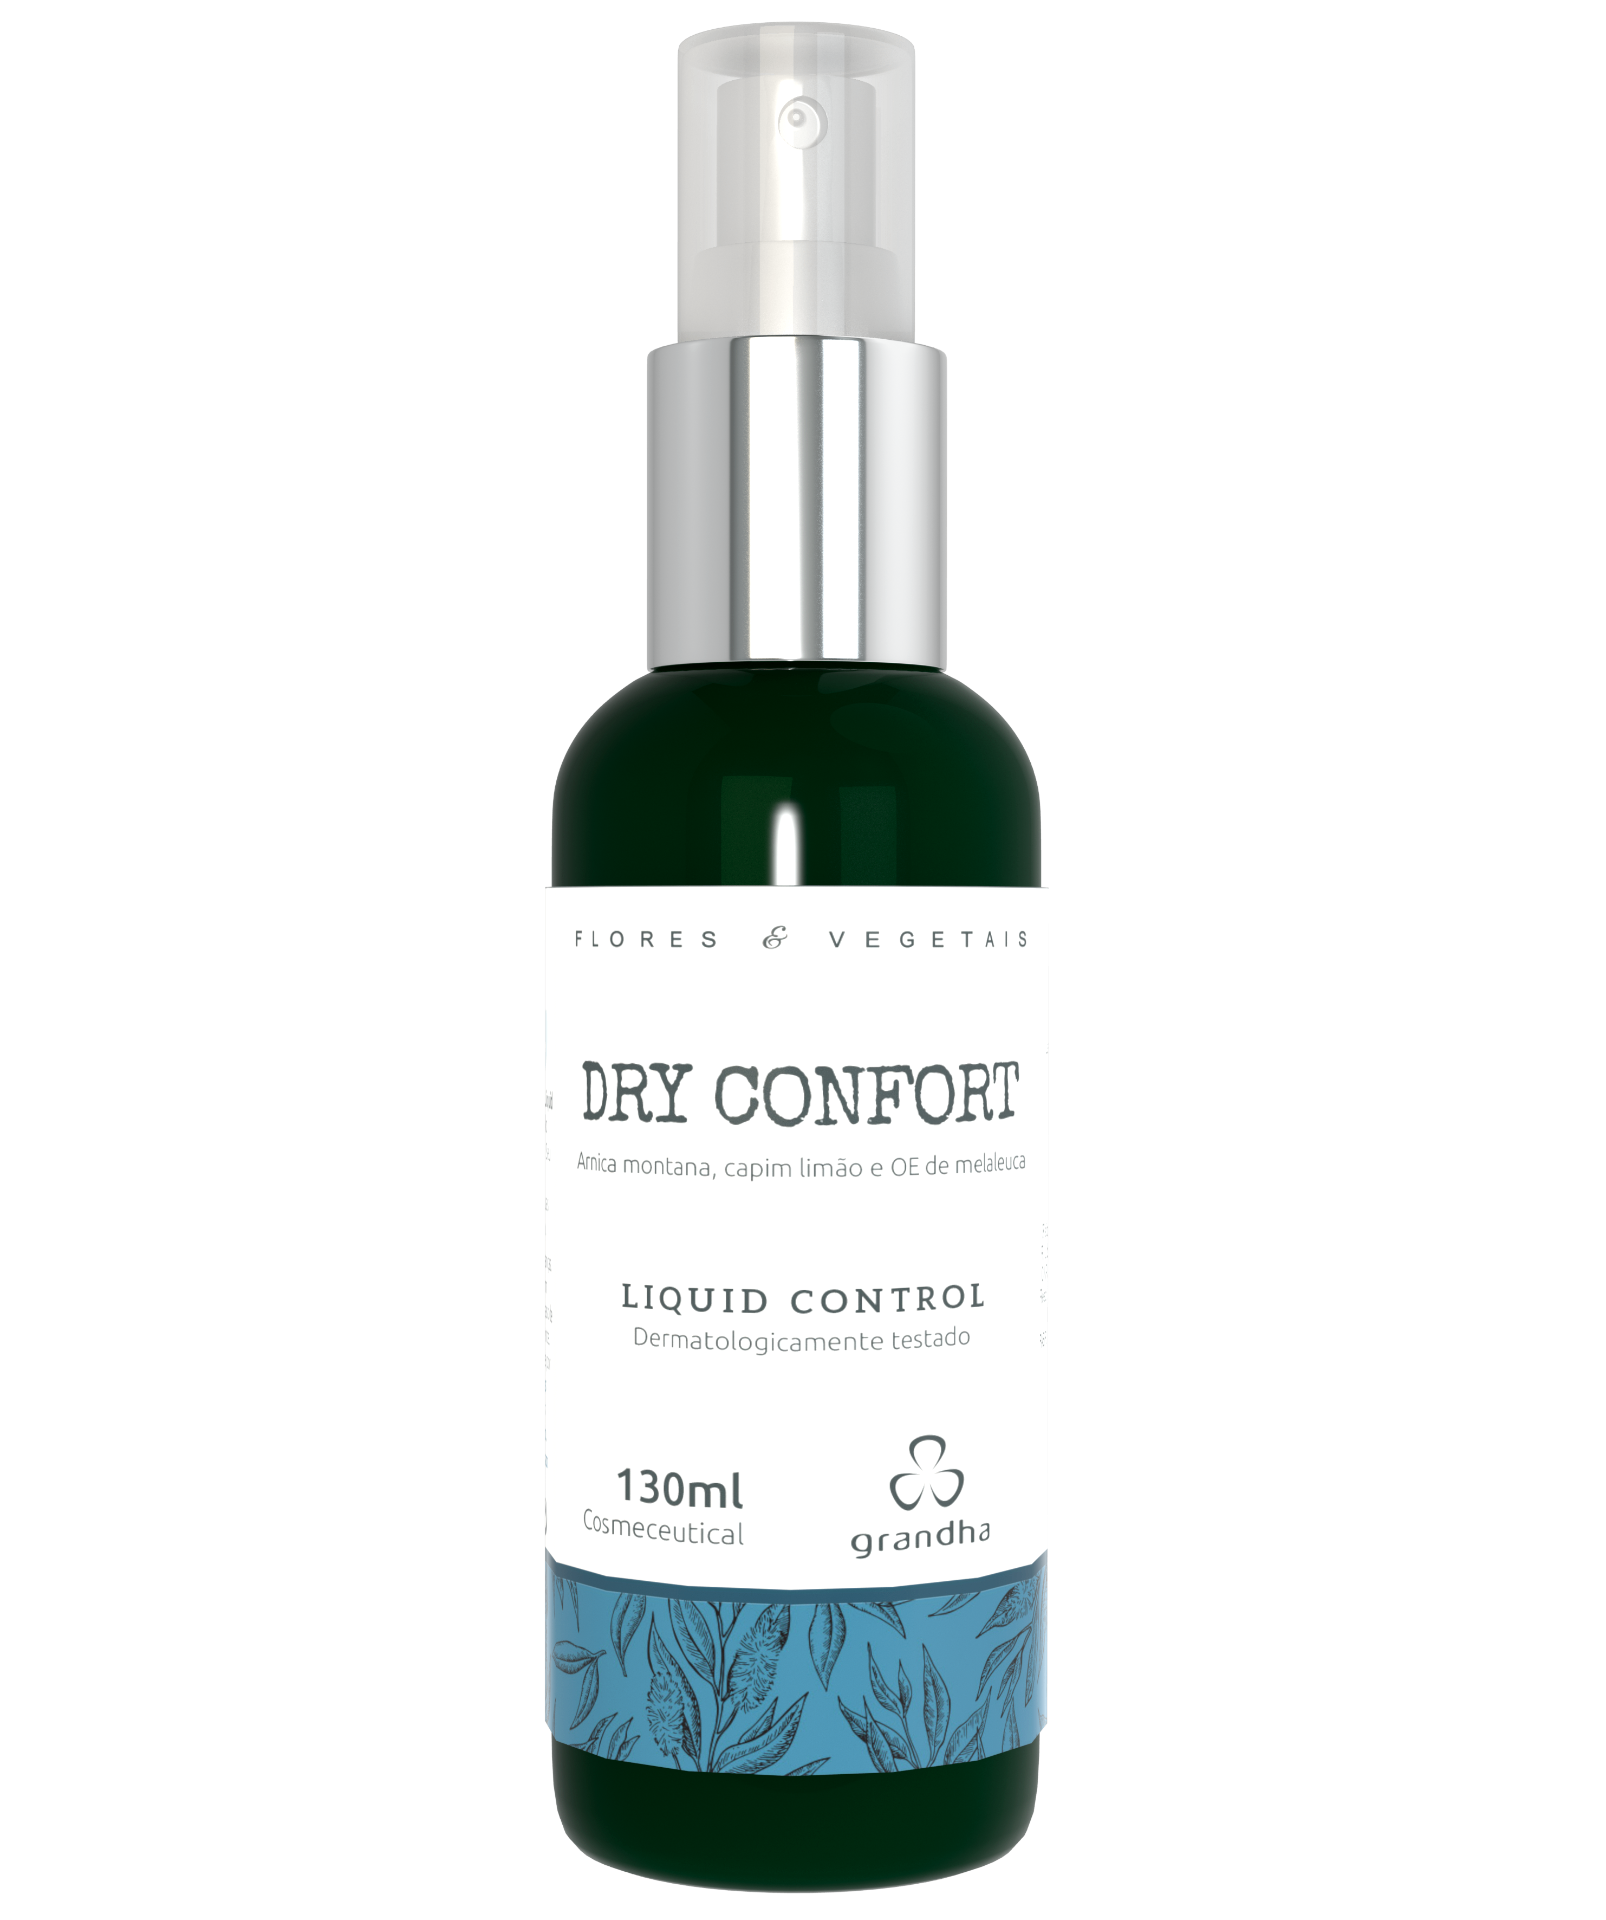 FLORES & VEGETAIS
DRY CONFORT
Arnica montana, capim limão e OE de melaleuca
LIQUID CONTROL
Dermatologicamente testado
130ml
Cosmeceutical
grandha